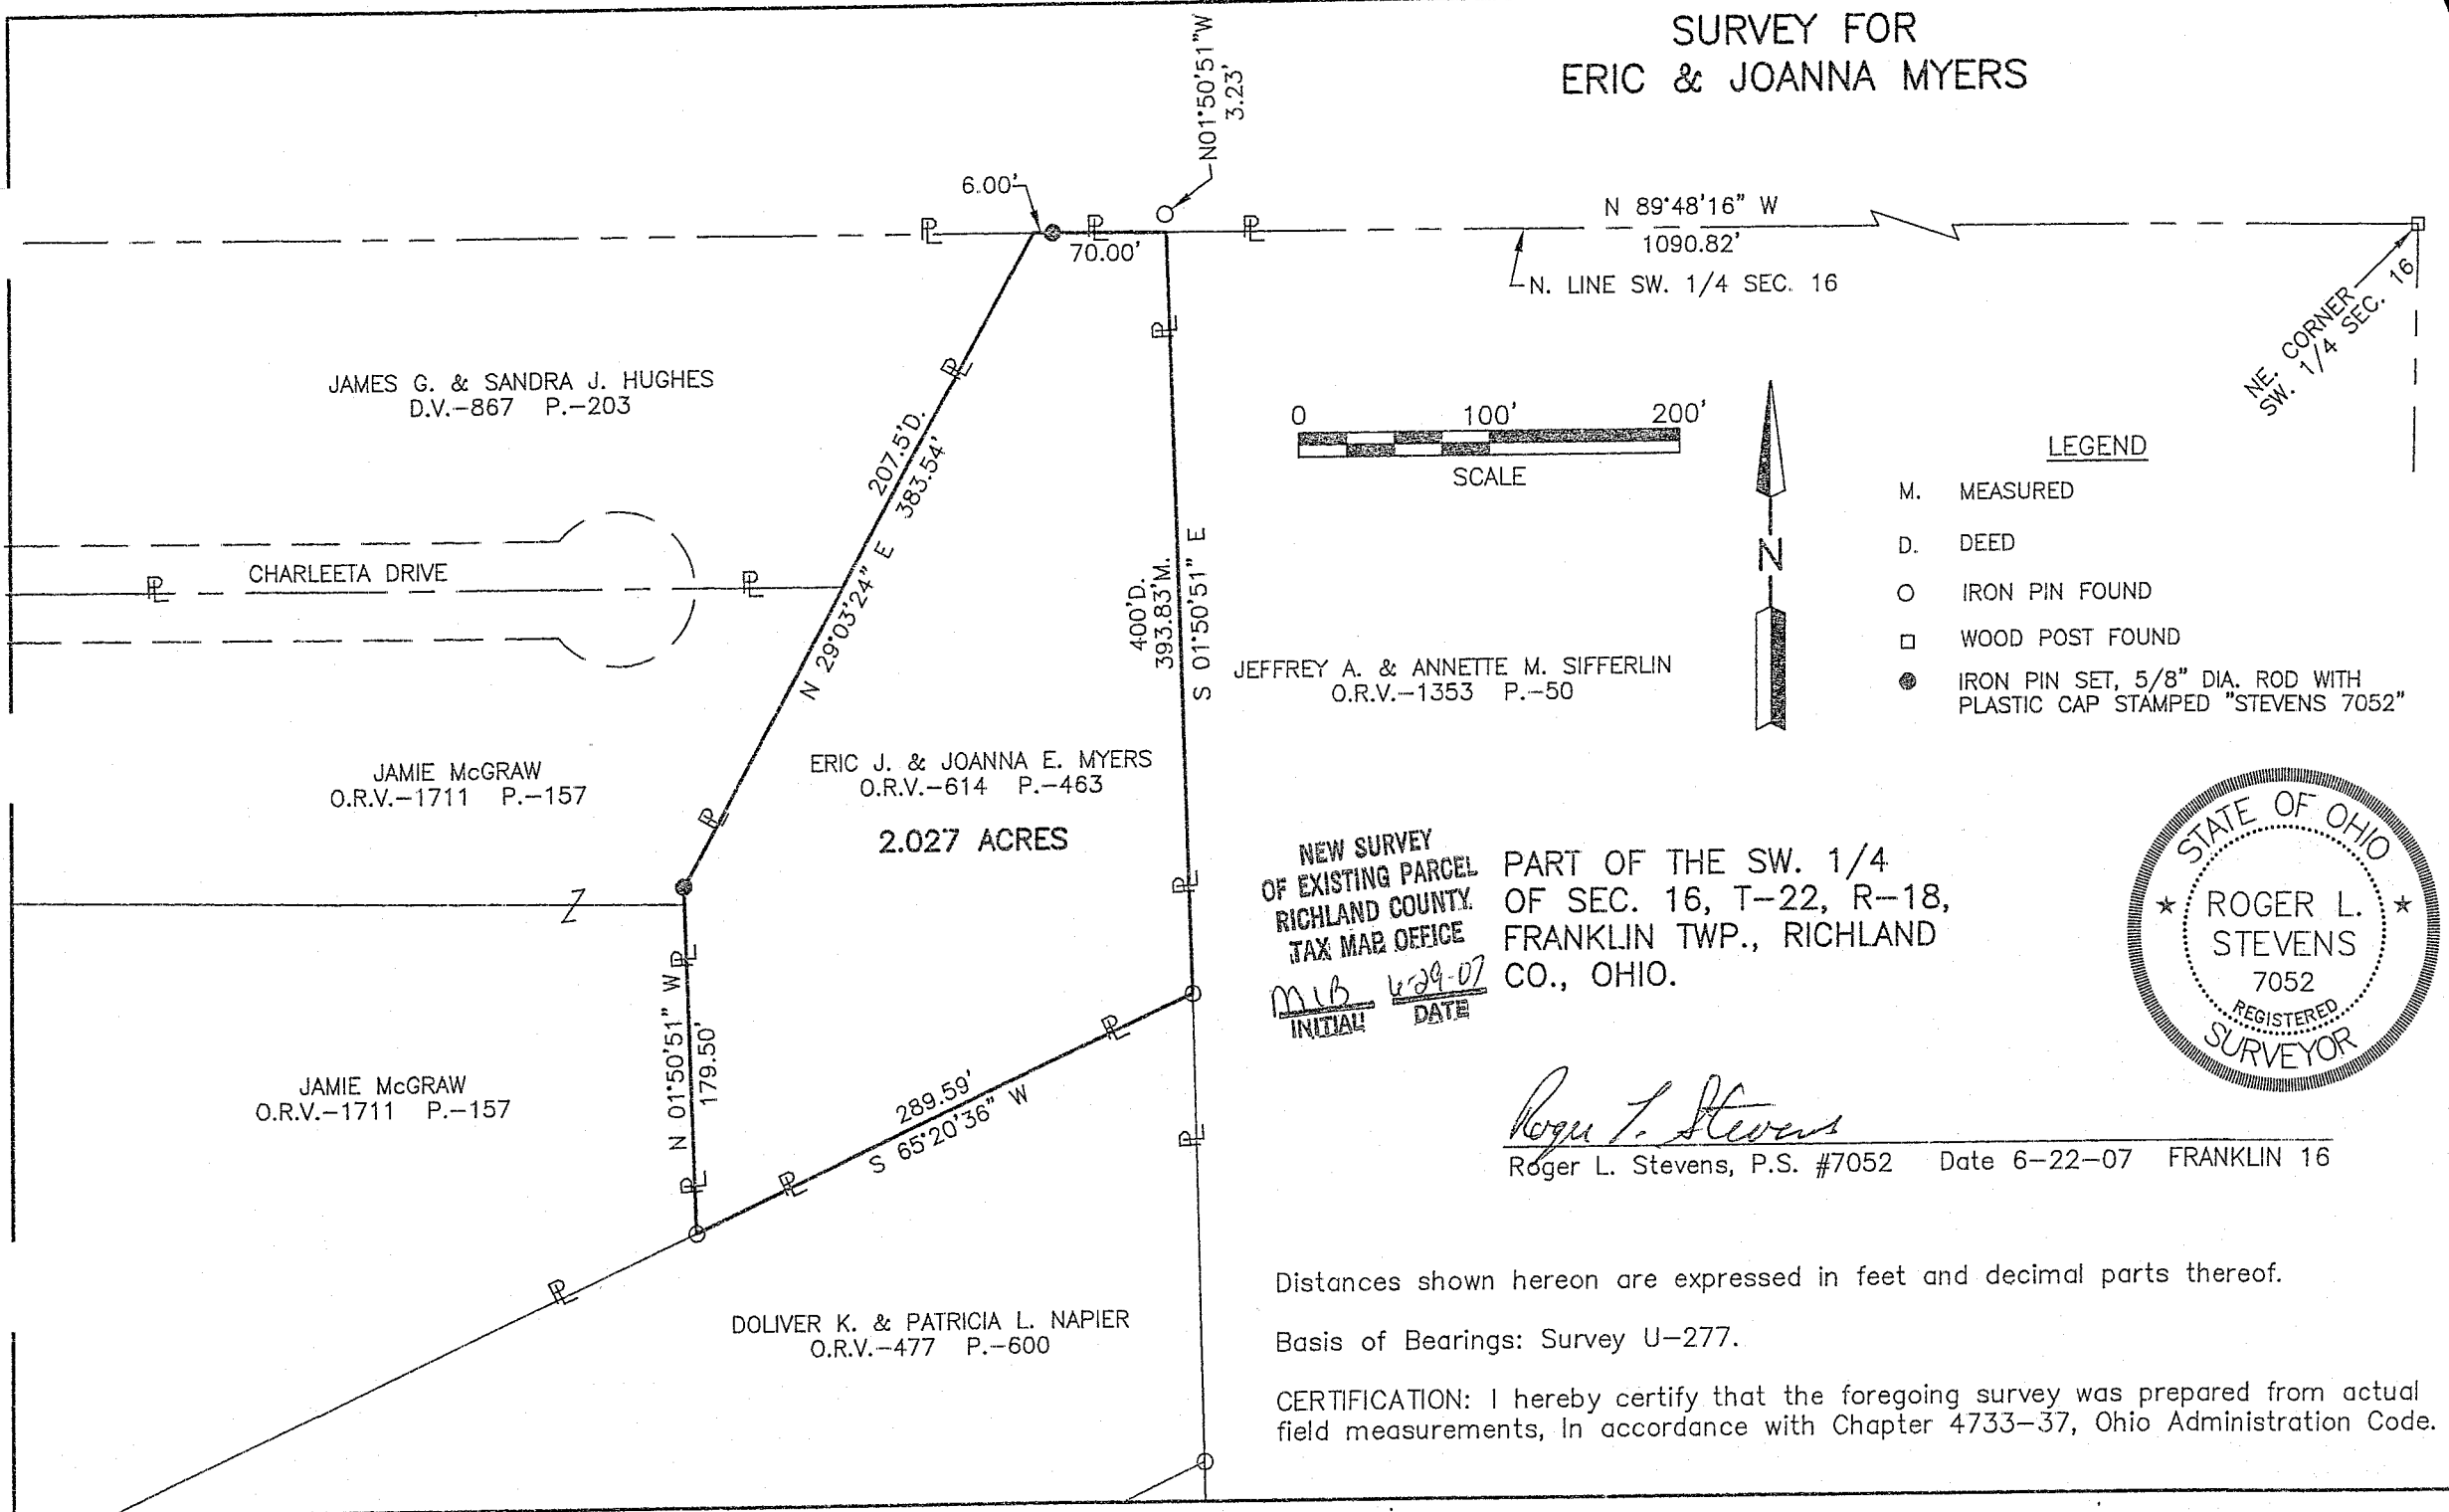 SURVEY FOR
ERIC & JOANNA MYERS
N01°50'51"W
3.23'
6.00'
70.00'
N 89°48'16" W
1090.82'
N. LINE SW. 1/4 SEC. 16
NE. CORNER
SW. 1/4 SEC. 16
JAMES G. & SANDRA J. HUGHES
D.V.-867 P.-203
207.5'D.
383.54'
N 29°03'24" E
0 100' 200'
SCALE
N
LEGEND
M. MEASURED
D. DEED
IRON PIN FOUND
WOOD POST FOUND
IRON PIN SET, 5/8" DIA. ROD WITH
PLASTIC CAP STAMPED "STEVENS 7052"
CHARLEETA DRIVE
400'D.
393.83'M.
S 01°50'51" E
JEFFREY A. & ANNETTE M. SIFFERLIN
O.R.V.-1353 P.-50
JAMIE McGRAW
O.R.V.-1711 P.-157
ERIC J. & JOANNA E. MYERS
O.R.V.-614 P.-463
2.027 ACRES
NEW SURVEY
OF EXISTING PARCEL
RICHLAND COUNTY
TAX MAP OFFICE
MLB 6-29-07
INITIAL DATE
PART OF THE SW. 1/4
OF SEC. 16, T-22, R-18,
FRANKLIN TWP., RICHLAND
CO., OHIO.
STATE OF OHIO
ROGER L.
STEVENS
7052
REGISTERED
SURVEYOR
N 01°50'51" W
179.50'
JAMIE McGRAW
O.R.V.-1711 P.-157
289.59'
S 65°20'36" W
Roger L. Stevens
Roger L. Stevens, P.S. #7052 Date 6-22-07 FRANKLIN 16
DOLIVER K. & PATRICIA L. NAPIER
O.R.V.-477 P.-600
Distances shown hereon are expressed in feet and decimal parts thereof.
Basis of Bearings: Survey U-277.
CERTIFICATION: I hereby certify that the foregoing survey was prepared from actual
field measurements, In accordance with Chapter 4733-37, Ohio Administration Code.